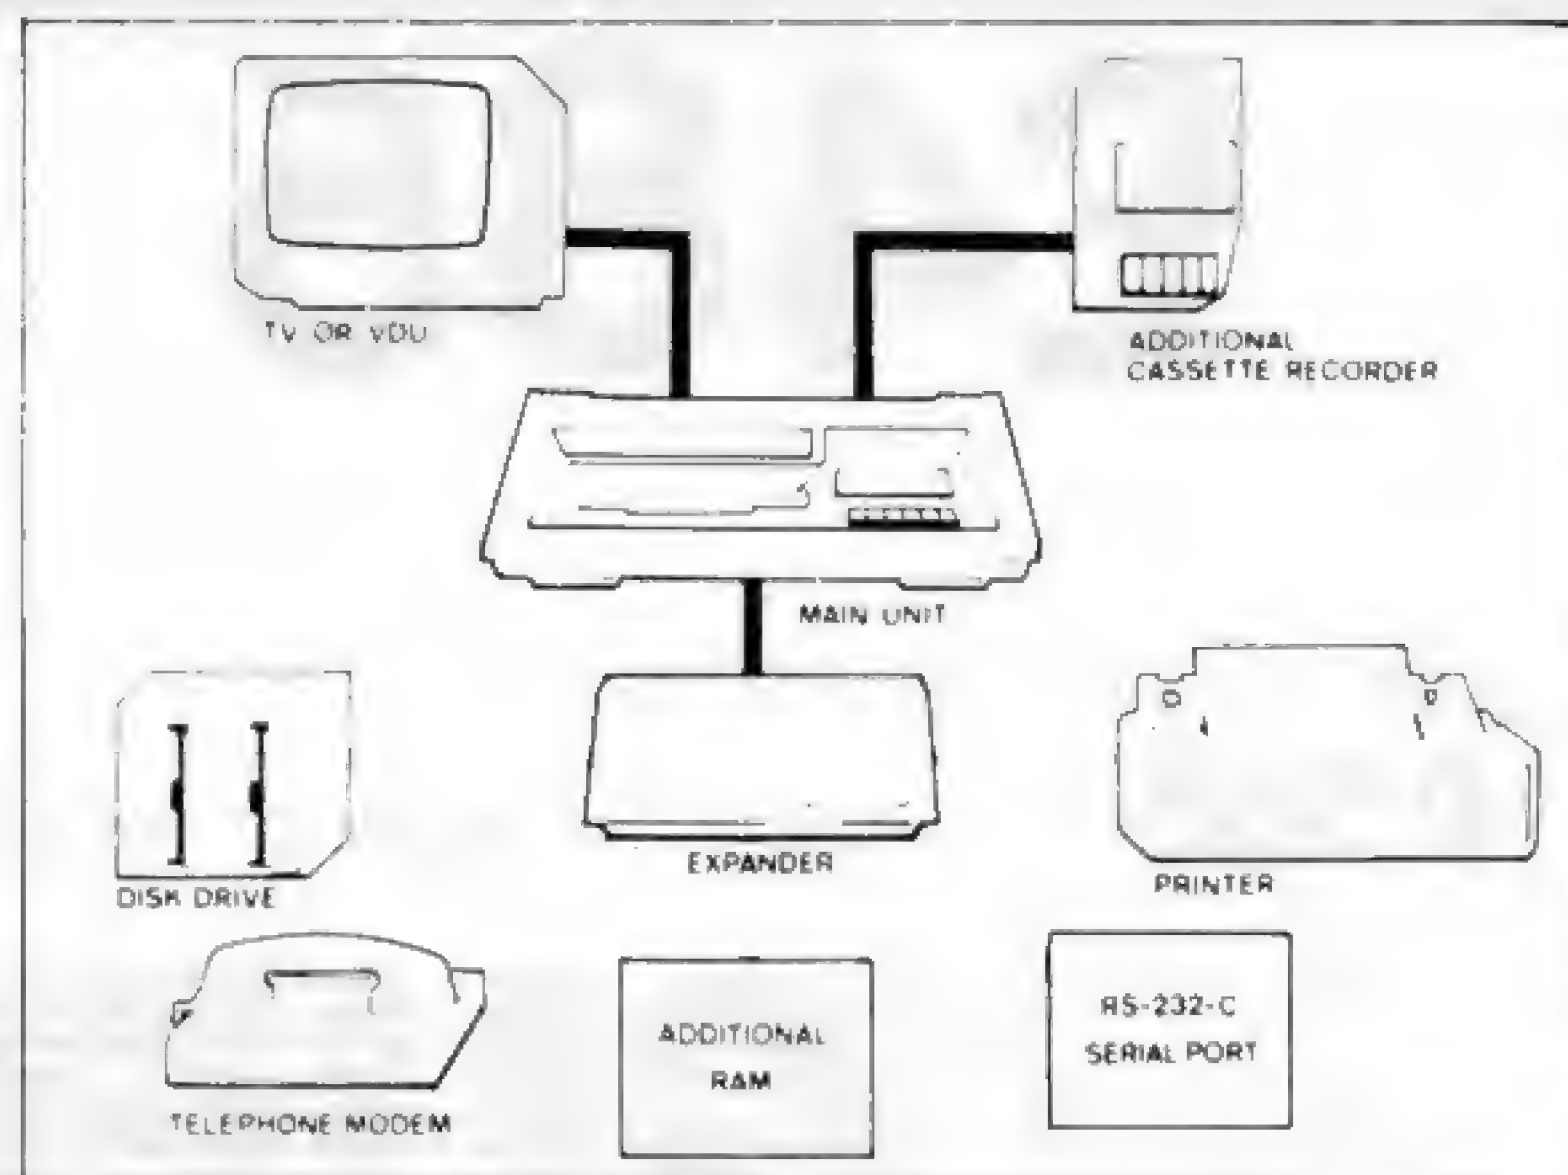 TV OR VDU
ADDITIONAL
CASSETTE RECORDER
MAIN UNIT
EXPANDER
DISK DRIVE
PRINTER
TELEPHONE MODEM
ADDITIONAL
RAM
RS-232-C
SERIAL PORT